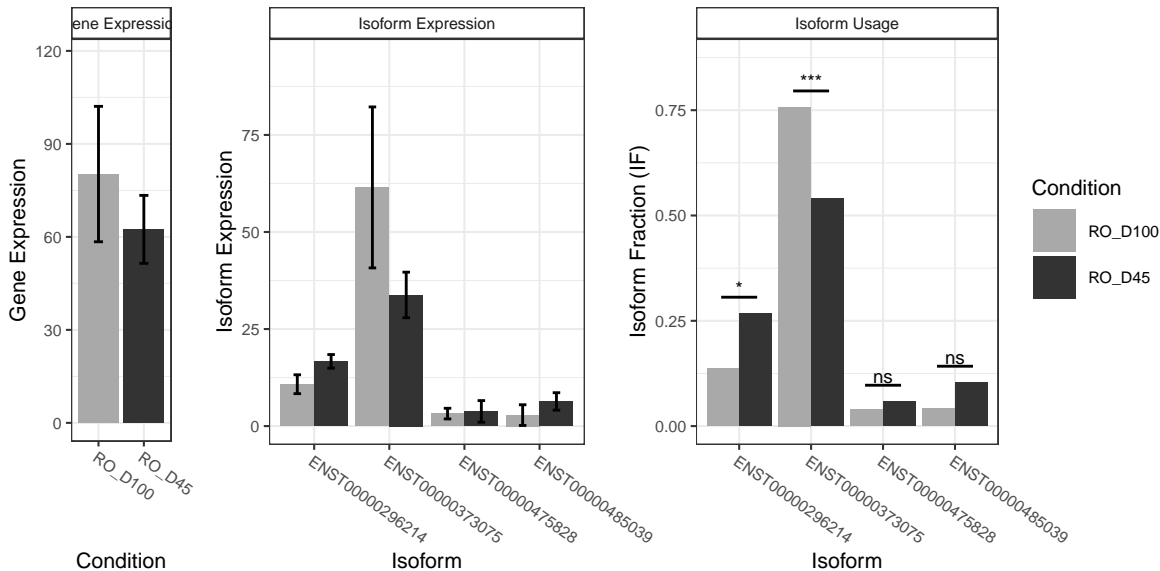 ene Expressio
Gene Expression
120
90
60
30
0
RO_D100
RO_D45
Condition
Isoform Expression
Isoform Expression
75
50
25
0
ENST00000296214
ENST00000373075
ENST00000475828
ENST00000485039
Isoform
Isoform Usage
Isoform Fraction (IF)
0.75
0.50
0.25
0.00
*
***
ns
ns
ENST00000296214
ENST00000373075
ENST00000475828
ENST00000485039
Isoform
Condition
RO_D100
RO_D45